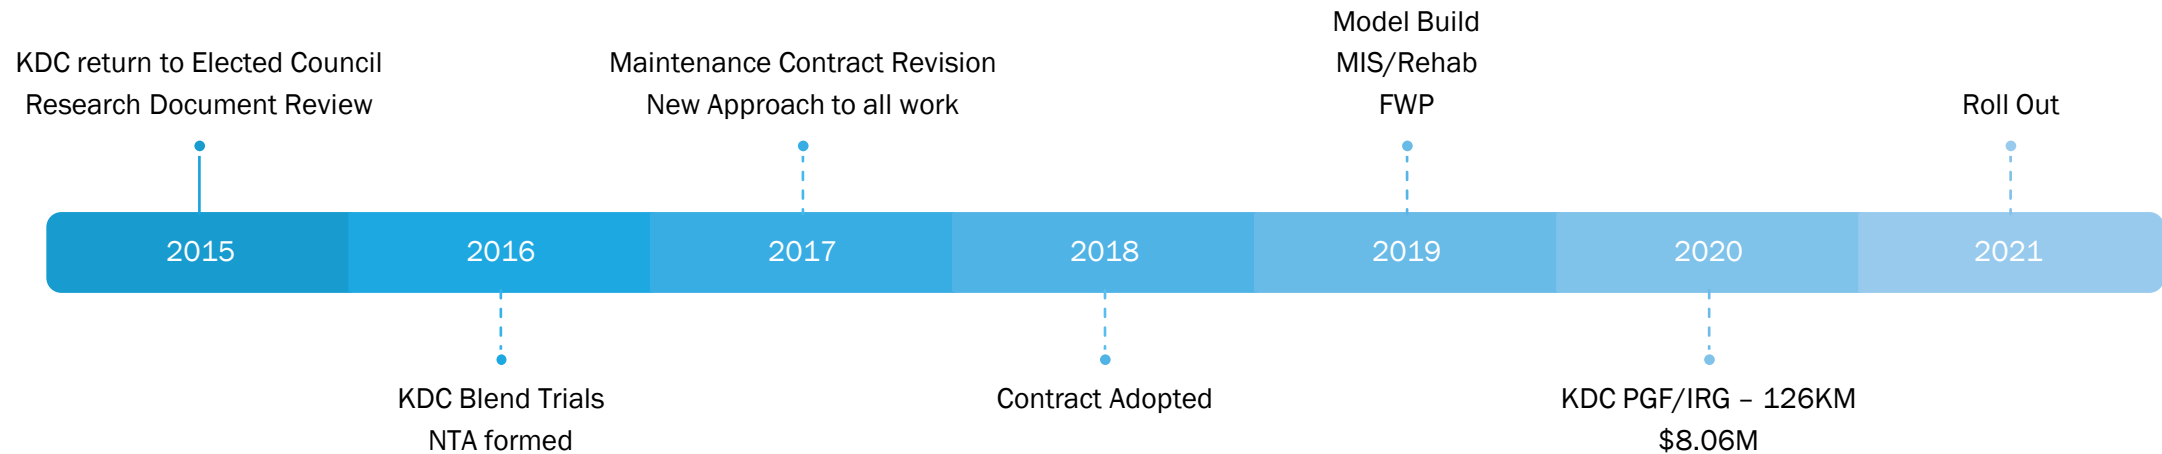 Model Build
KDC return to Elected Council
Maintenance Contract Revision
MIS/Rehab
Research Document Review
New Approach to all work
FWP
Roll Out
2015
2016
2017
2018
2019
2020
2021
KDC Blend Trials
Contract Adopted
KDC PGF/IRG – 126KM
NTA formed
$8.06M